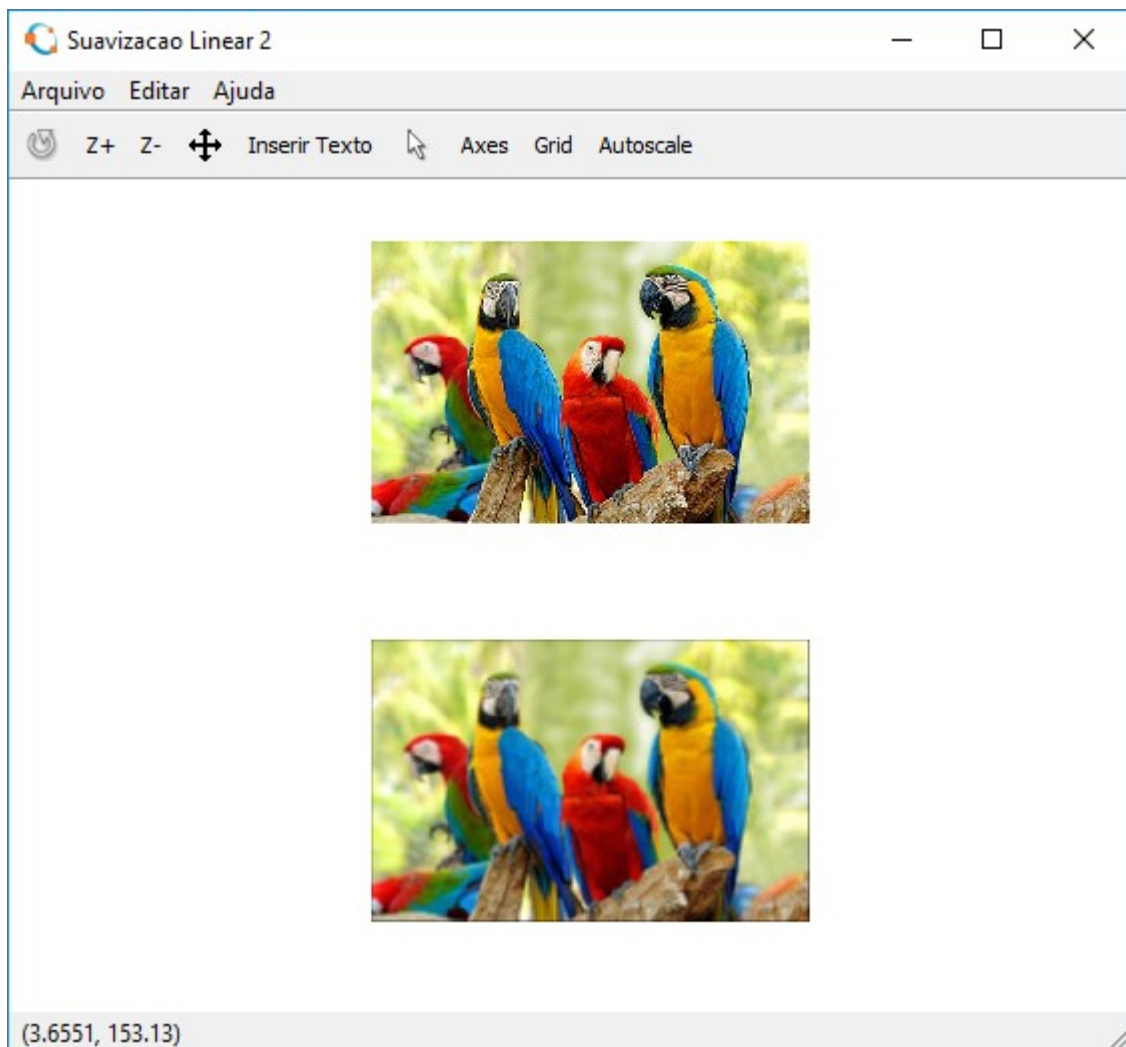 Suavizacao Linear 2
Arquivo Editar Ajuda
Z+ Z- Inserir Texto Axes Grid Autoscale
(3.6551, 153.13)